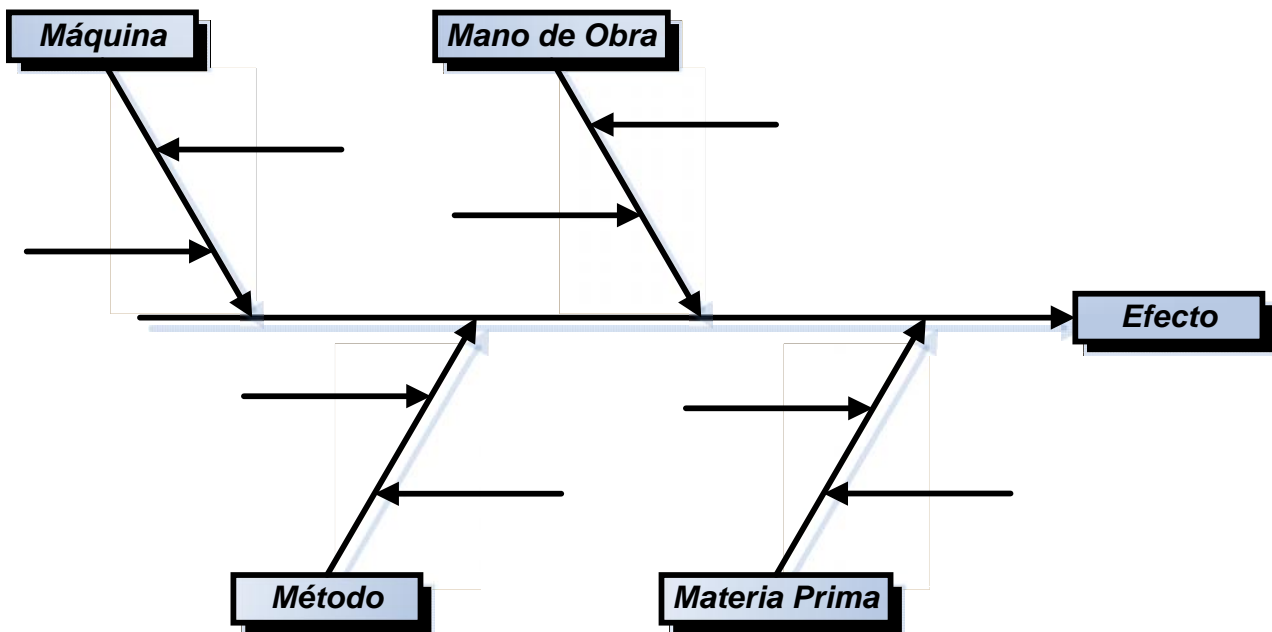 Máquina
Mano de Obra
Efecto
Método
Materia Prima